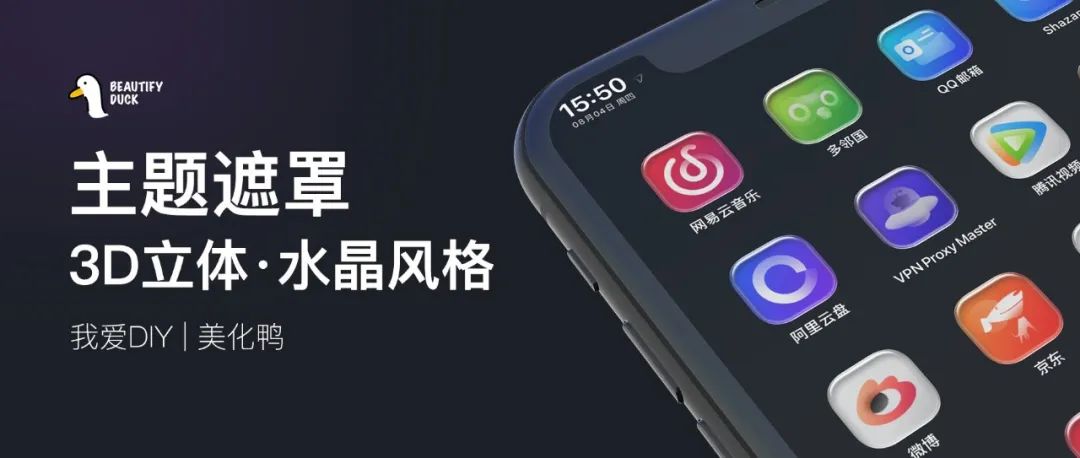 BEAUTIFY
DUCK
主题遮罩
3D立体·水晶风格
我爱DIY｜美化鸭
15:50
08月04日 周四
网易云音乐
多邻国
QQ邮箱
阿里云盘
VPN Proxy Master
腾讯视频
微博
京东